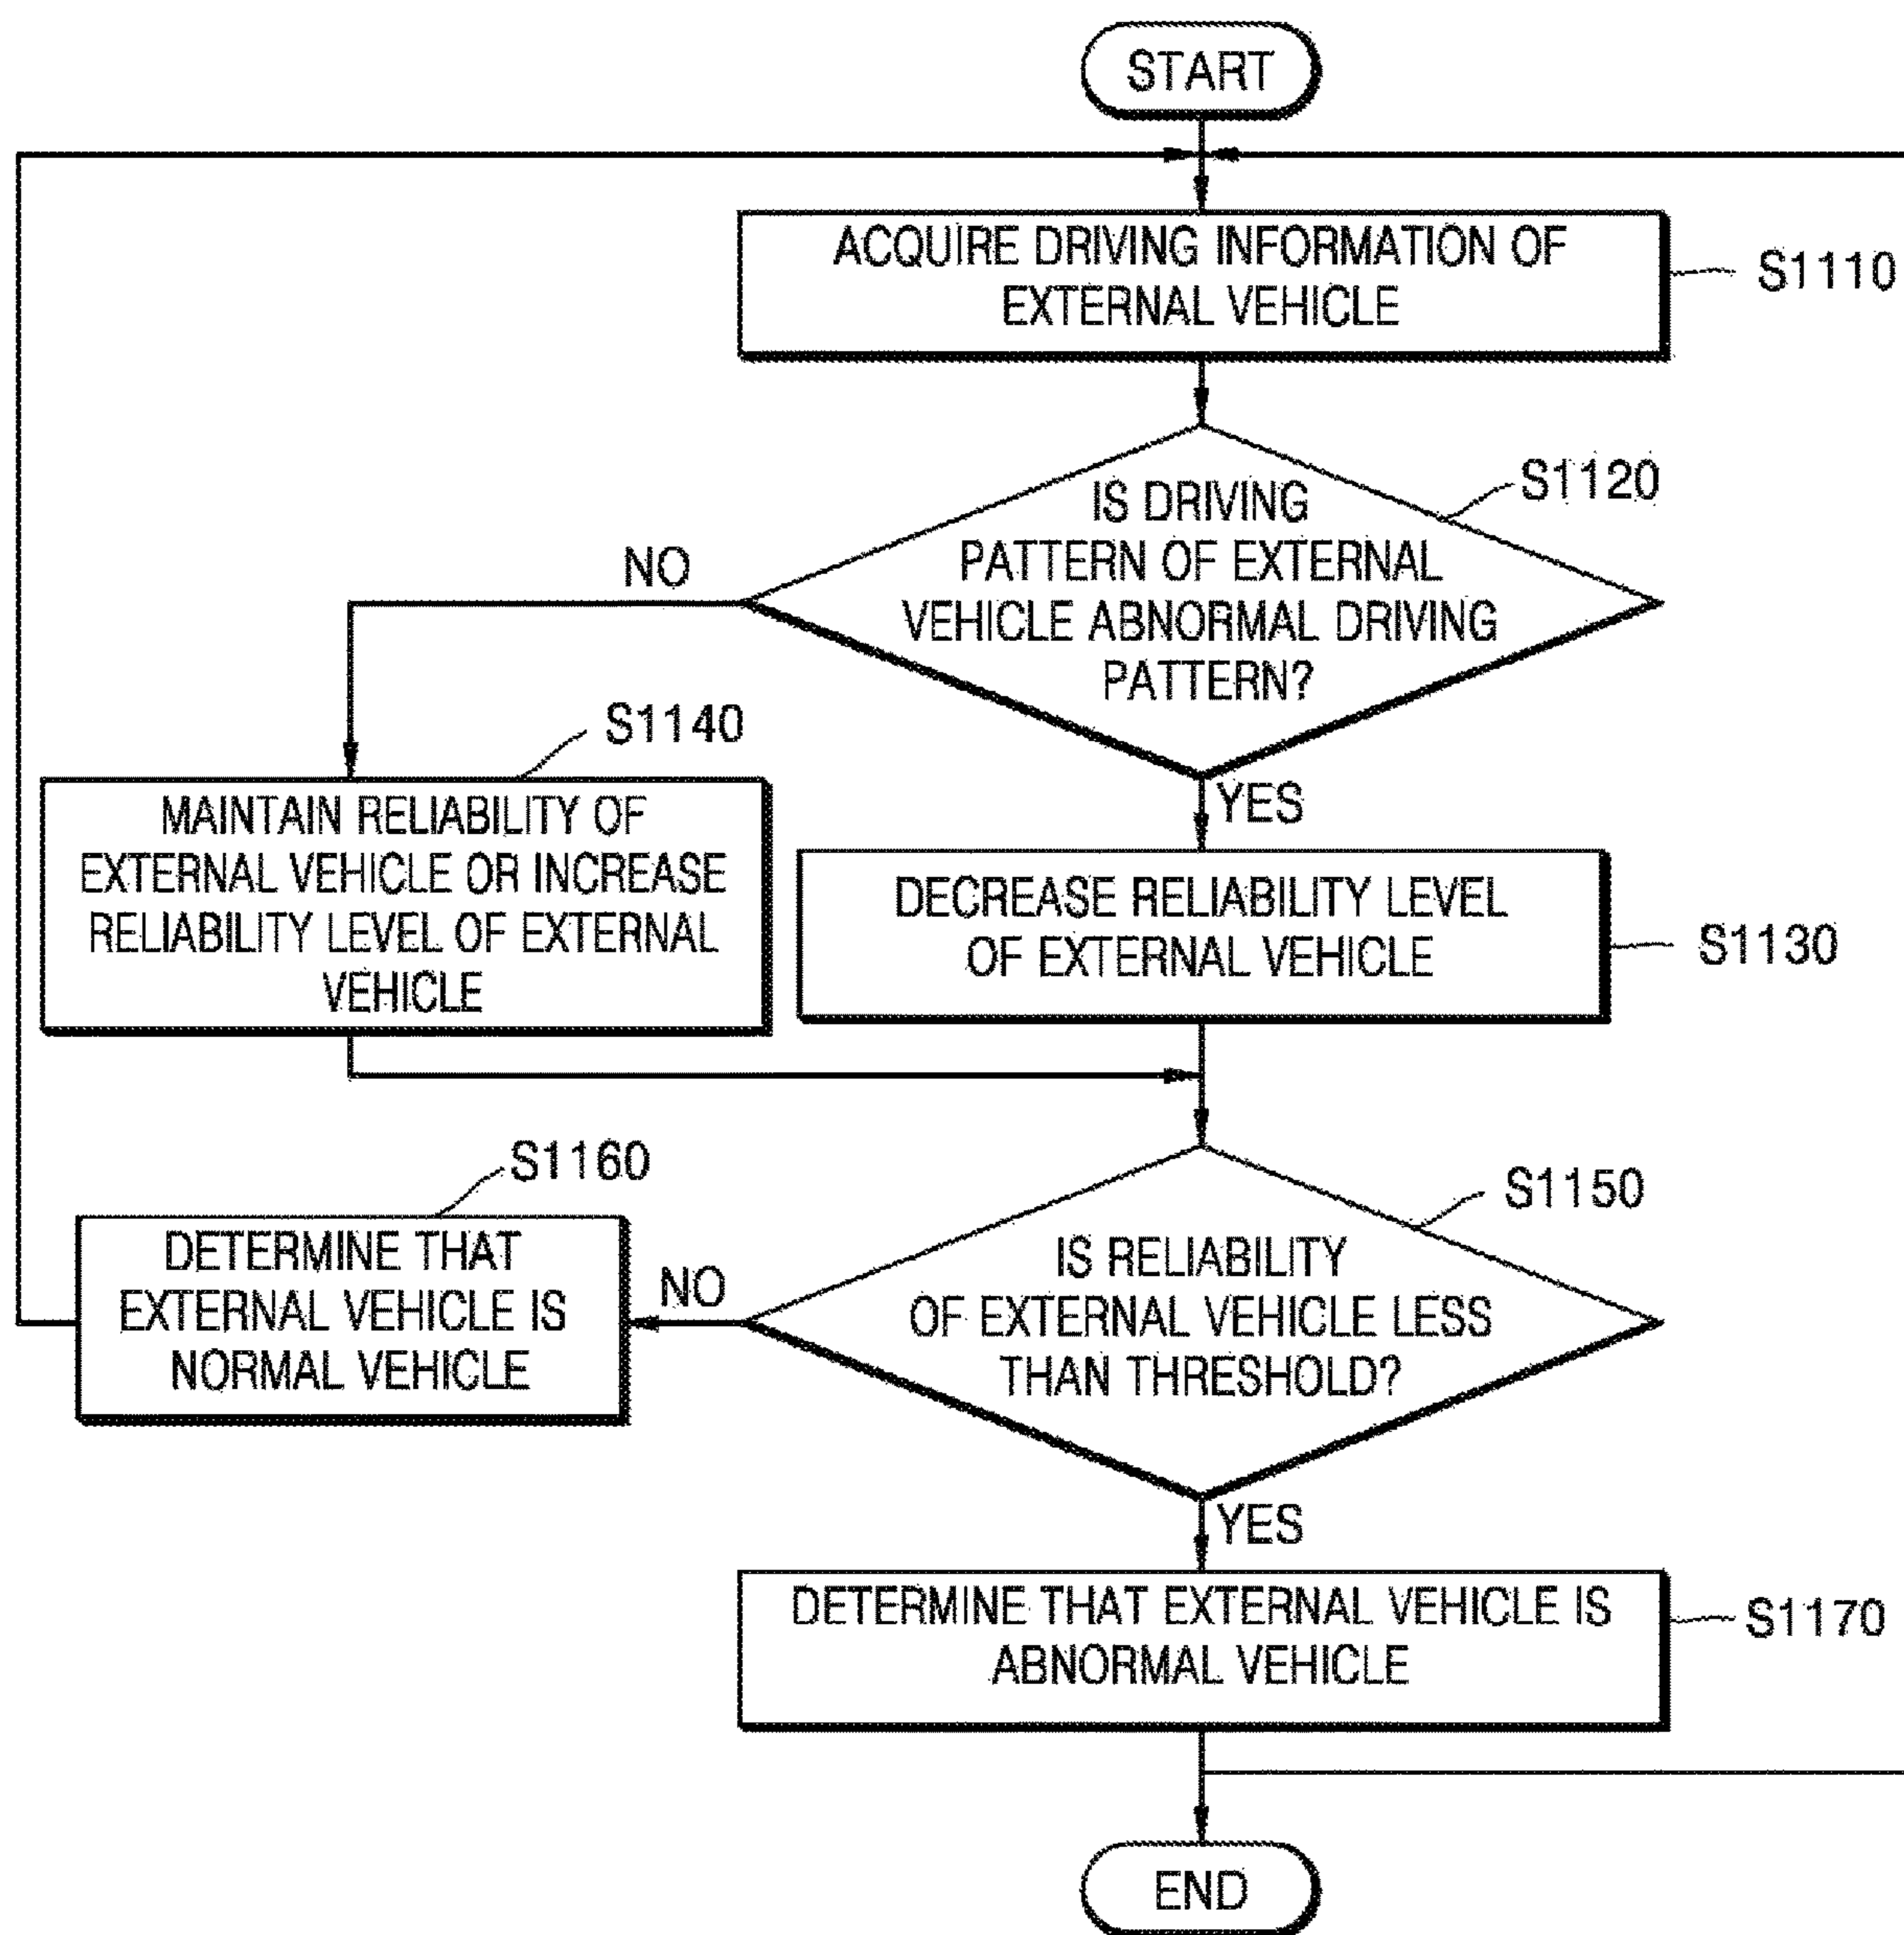 START
ACQUIRE DRIVING INFORMATION OF
EXTERNAL VEHICLE
S1110
IS DRIVING
PATTERN OF EXTERNAL
VEHICLE ABNORMAL DRIVING
PATTERN?
S1120
NO
YES
S1140
MAINTAIN RELIABILITY OF
EXTERNAL VEHICLE OR INCREASE
RELIABILITY LEVEL OF EXTERNAL
VEHICLE
DECREASE RELIABILITY LEVEL
OF EXTERNAL VEHICLE
S1130
S1160
DETERMINE THAT
EXTERNAL VEHICLE IS
NORMAL VEHICLE
NO
IS RELIABILITY
OF EXTERNAL VEHICLE LESS
THAN THRESHOLD?
S1150
YES
DETERMINE THAT EXTERNAL VEHICLE IS
ABNORMAL VEHICLE
S1170
END